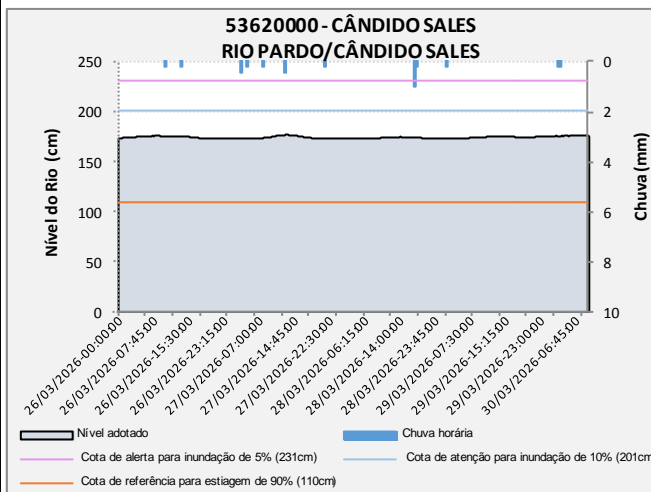 53620000 - CÂNDIDO SALES
RIO PARDO/CÂNDIDO SALES
Nível do Rio (cm)
250
200
150
100
50
0
Chuva (mm)
0
2
4
6
8
10
26/03/2026-00:00:00
26/03/2026-07:45:00
26/03/2026-15:30:00
26/03/2026-23:15:00
27/03/2026-07:00:00
27/03/2026-14:45:00
27/03/2026-22:30:00
28/03/2026-06:15:00
28/03/2026-14:00:00
28/03/2026-23:45:00
29/03/2026-07:30:00
29/03/2026-15:15:00
29/03/2026-23:00:00
30/03/2026-06:45:00
Nível adotado
Chuva horária
Cota de alerta para inundação de 5% (231cm)
Cota de atenção para inundação de 10% (201cm
Cota de referência para estiagem de 90% (110cm)